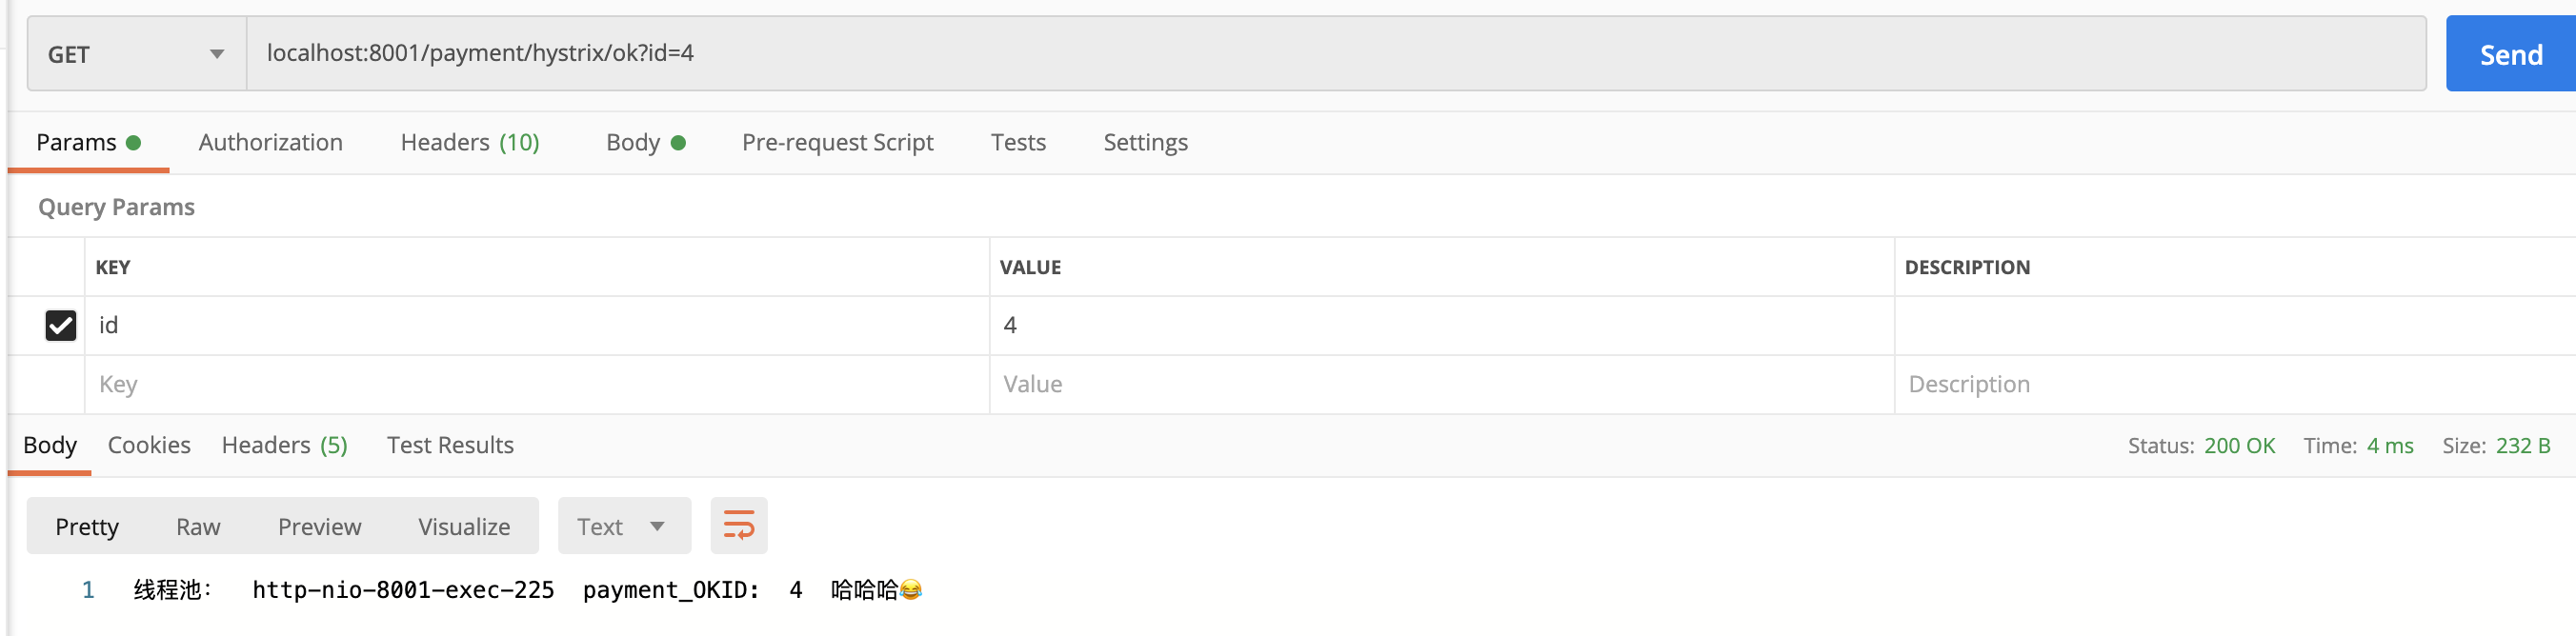 GET localhost:8001/payment/hystrix/ok?id=4 Send
Params Authorization Headers (10) Body Pre-request Script Tests Settings
Query Params
KEY VALUE DESCRIPTION
id 4
Key Value Description
Body Cookies Headers (5) Test Results Status: 200 OK Time: 4 ms Size: 232 B
Pretty Raw Preview Visualize Text
1 线程池: http-nio-8001-exec-225 payment_OKID: 4 哈哈哈😂